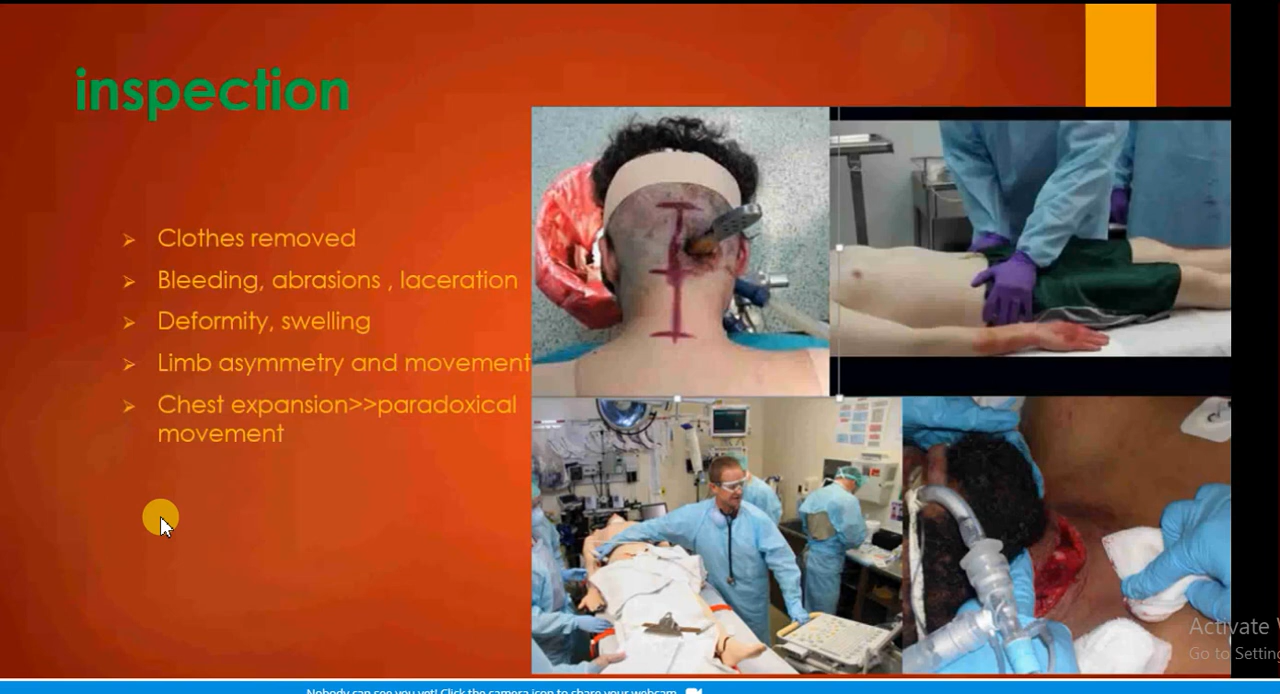 inspection
Clothes removed
Bleeding, abrasions , laceration
Deformity, swelling
Limb asymmetry and movement
Chest expansion>>paradoxical
movement
Activate
Go to Setting
Nobody can see you yet! Click the camera icon to share your webcam